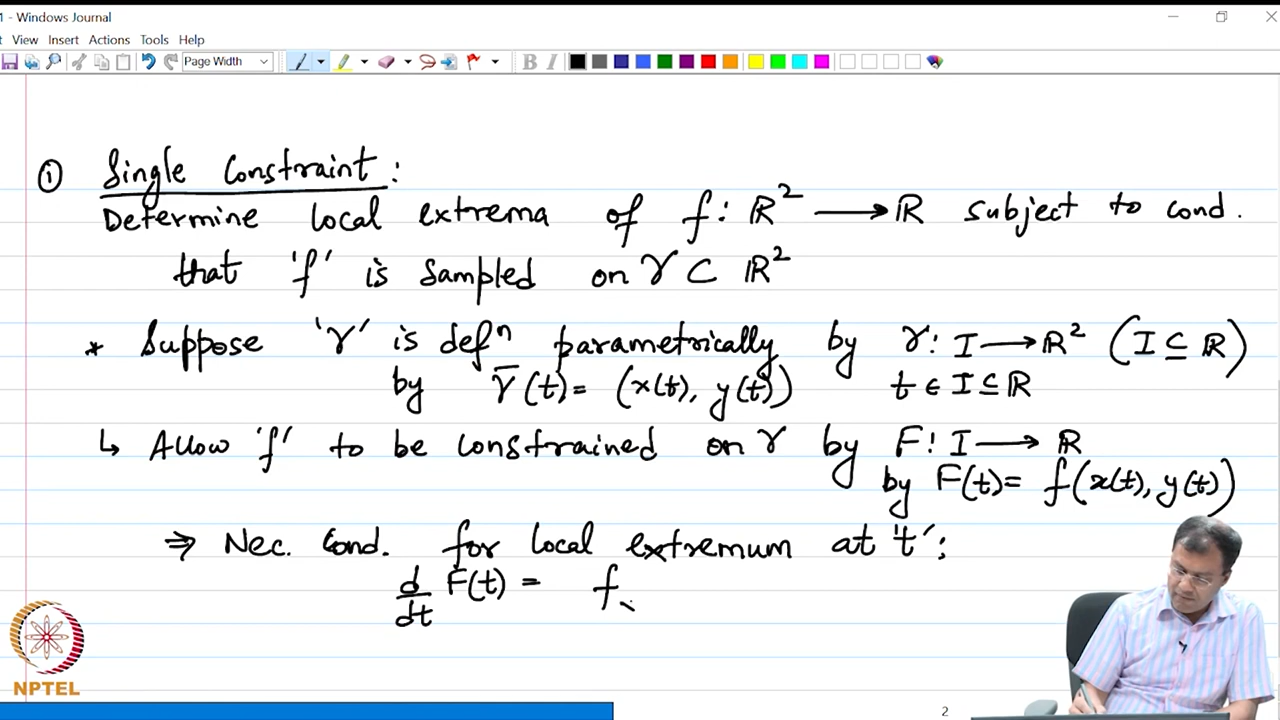 1 - Windows Journal
View Insert Actions Tools Help
Page Width
① Single Constraint:
Determine local extrema of f: ℝ² ⟶ ℝ subject to cond.
that 'f' is sampled on γ ⊂ ℝ²
* Suppose 'γ' is defⁿ parametrically by γ: I ⟶ ℝ² (I ⊆ ℝ)
by γ̄(t) = (x(t), y(t)) t ∈ I ⊆ ℝ
↳ Allow 'f' to be constrained on γ by F: I ⟶ ℝ
by F(t) = f(x(t), y(t))
⇒ Nec. Cond. for local extremum at 't':
d/dt F(t) = f
NPTEL
2